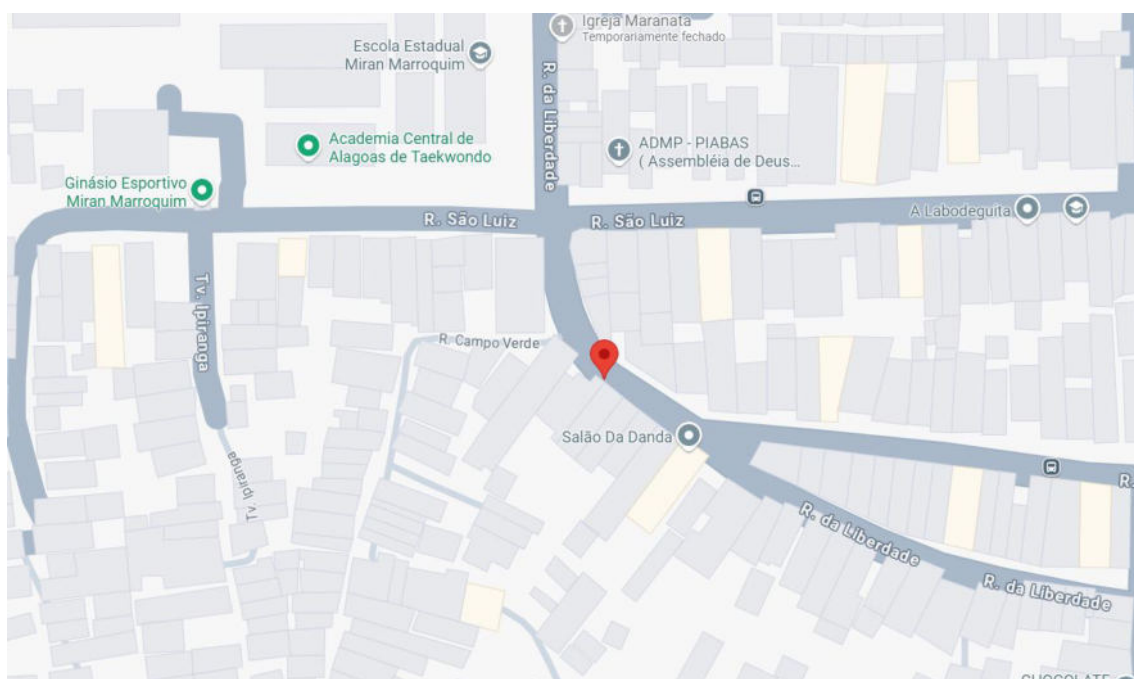 Igreja Maranata
Temporariamente fechado
Escola Estadual
Miran Marroquim
R. da Liberdade
Academia Central de
Alagoas de Taekwondo
ADMP - PIABAS
( Assembléia de Deus...
Ginásio Esportivo
Miran Marroquim
R. São Luiz
R. São Luiz
A Labodeguita
Tv. Ipiranga
R. Campo Verde
Salão Da Danda
Tv. Ipiranga
R.
R. da Liberdade
R. da Liberdade
CHOCOLATE